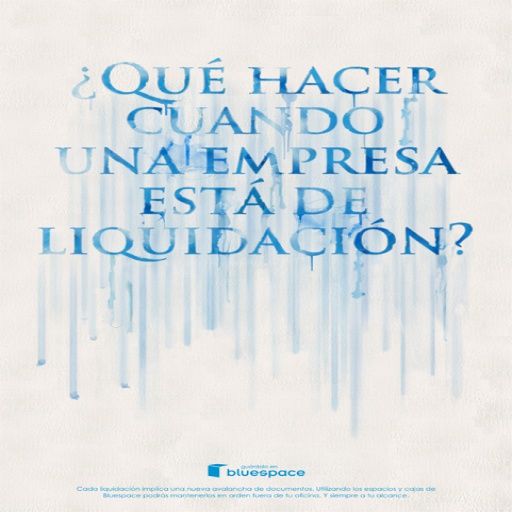 ¿QUÉ HACER
CUANDO
UNA EMPRESA
ESTÁ DE
LIQUIDACIÓN?
guárdalo en
bluespace
Cada liquidación implica una nueva avalancha de documentos. Utilizando los espacios y cajas de
Bluespace podrás mantenerlos en orden fuera de tu oficina. Y siempre a tu alcance.